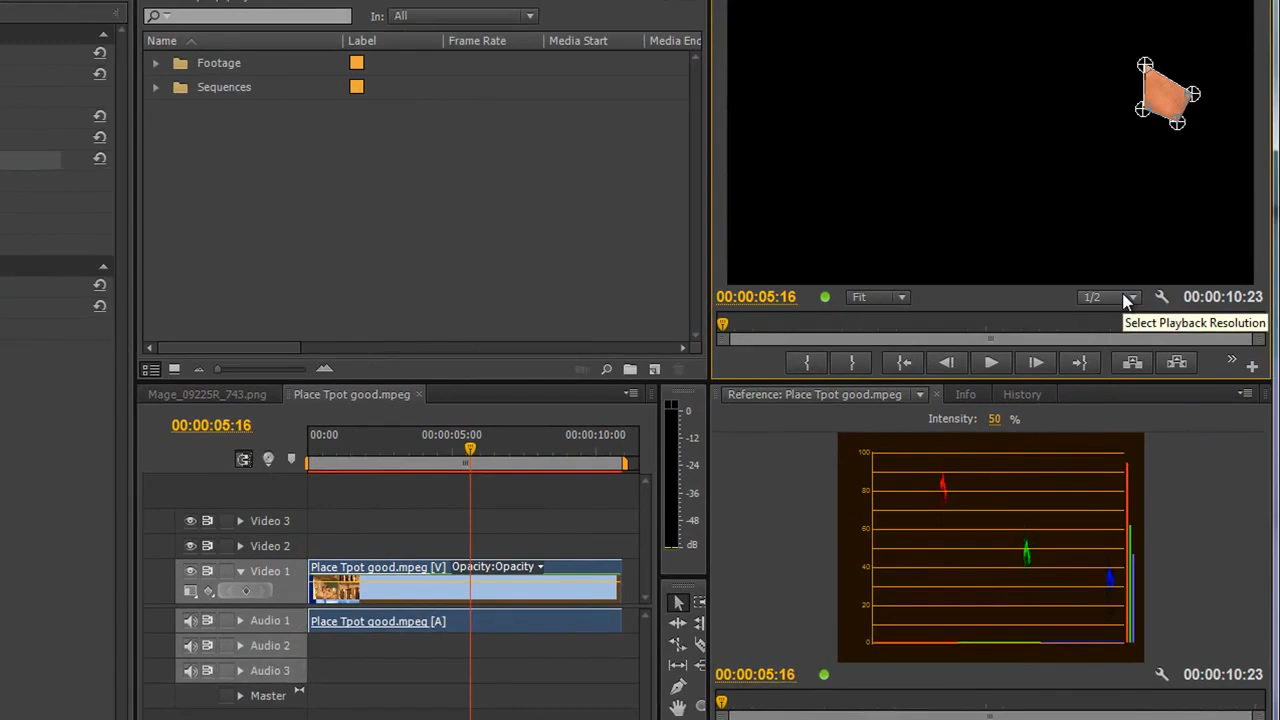 In: All
Name Label Frame Rate Media Start Media End
Footage
Sequences
00:00:05:16 Fit 1/2 00:00:10:23
Select Playback Resolution
Mage_09225R_743.png Place Tpot good.mpeg
00:00:05:16
00:00 00:00:05:00 00:00:10:00
Video 3
Video 2
Video 1
Place Tpot good.mpeg [V] Opacity:Opacity
Audio 1
Place Tpot good.mpeg [A]
Audio 2
Audio 3
Master
0
-12
-24
-36
-48
dB
Reference: Place Tpot good.mpeg Info History
Intensity: 50 %
100
80
60
40
20
0
00:00:05:16 00:00:10:23